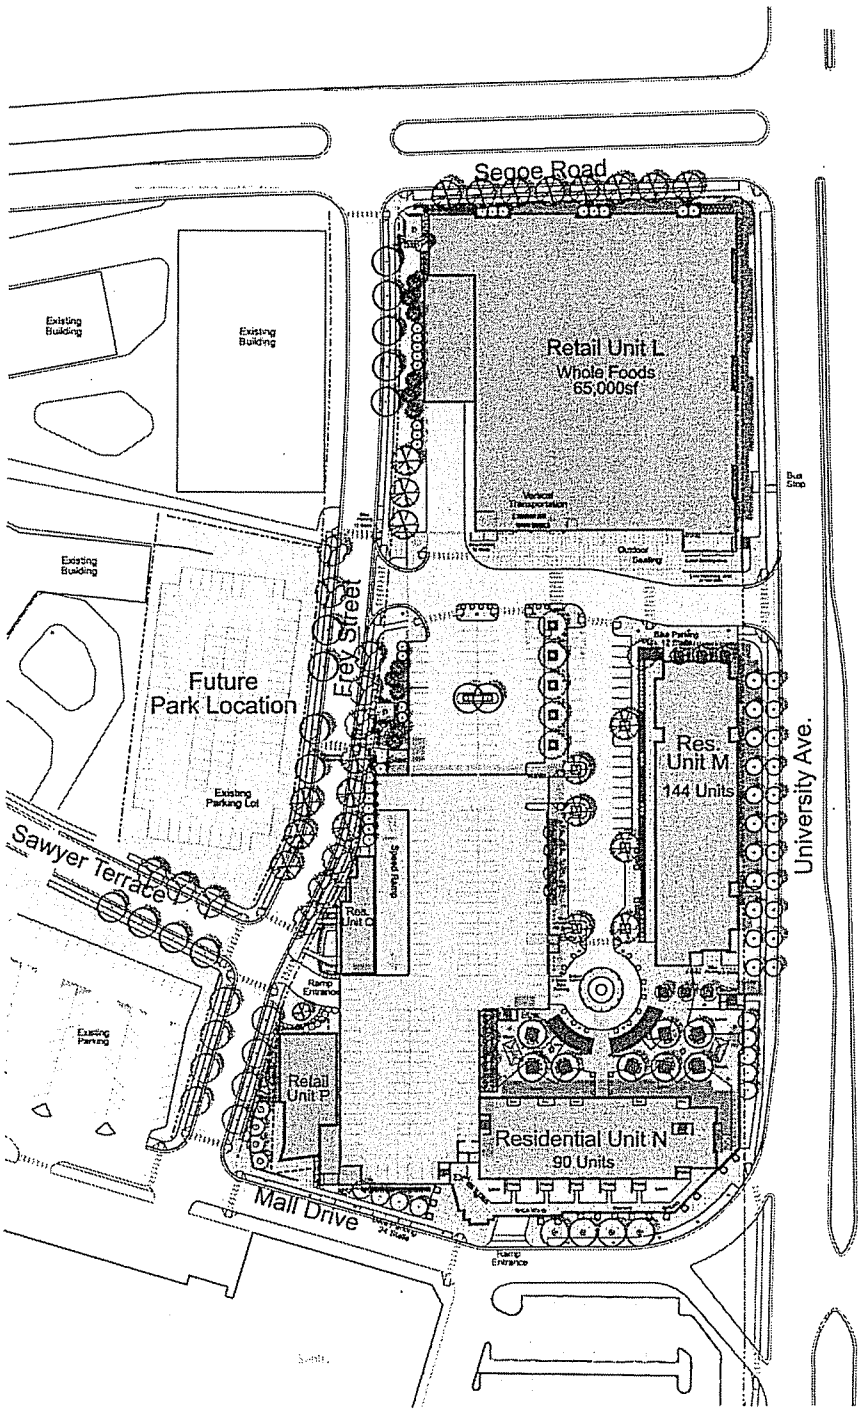 Segoe Road
Existing
Building
Existing
Building
Retail Unit L
Whole Foods
65,000sf
Bus
Stop
Vertical
Transportation
Outdoor
Seating
Existing
Building
Frey Street
Bike Parking
Future
Park Location
Res.
Unit M
144 Units
University Ave.
Existing
Parking Lot
Sawyer Terrace
Speed Ramp
Res.
Unit O
Ramp
Entrance
Existing
Parking
Retail
Unit P
Residential Unit N
90 Units
Mall Drive
24 Stalls
Ramp
Entrance